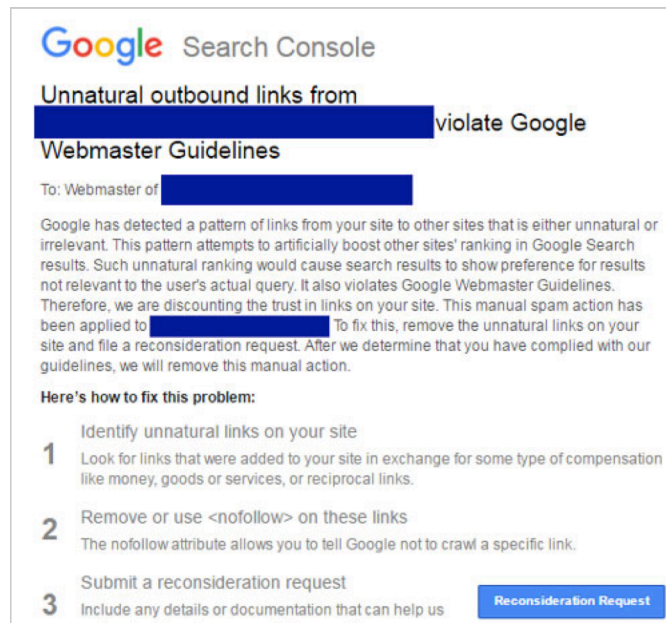 Google Search Console
Unnatural outbound links from
violate Google
Webmaster Guidelines
To: Webmaster of
Google has detected a pattern of links from your site to other sites that is either unnatural or
irrelevant. This pattern attempts to artificially boost other sites' ranking in Google Search
results. Such unnatural ranking would cause search results to show preference for results
not relevant to the user's actual query. It also violates Google Webmaster Guidelines.
Therefore, we are discounting the trust in links on your site. This manual spam action has
been applied to To fix this, remove the unnatural links on your
site and file a reconsideration request. After we determine that you have complied with our
guidelines, we will remove this manual action.
Here's how to fix this problem:
1 Identify unnatural links on your site
Look for links that were added to your site in exchange for some type of compensation
like money, goods or services, or reciprocal links.
2 Remove or use <nofollow> on these links
The nofollow attribute allows you to tell Google not to crawl a specific link.
3 Submit a reconsideration request
Include any details or documentation that can help us
Reconsideration Request